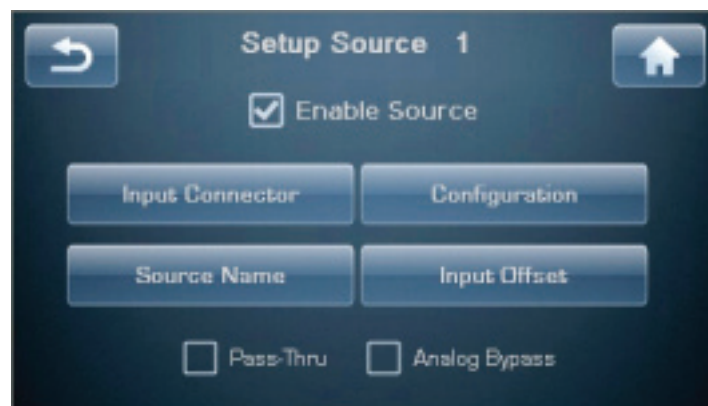 Setup Source 1
Enable Source
Input Connector Configuration
Source Name Input Offset
Pass-Thru Analog Bypass